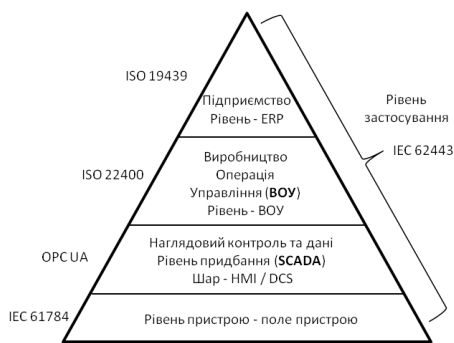 ISO 19439
Підприємство
Рівень - ERP
Рівень
застосування
IEC 62443
ISO 22400
Виробництво
Операція
Управління (ВОУ)
Рівень - ВОУ
OPC UA
Наглядовий контроль та дані
Рівень придбання (SCADA)
Шар - HMI / DCS
IEC 61784
Рівень пристрою - поле пристрою